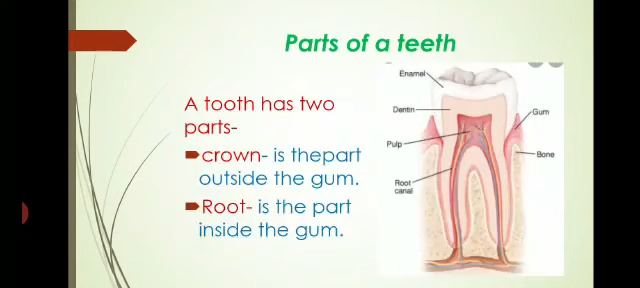 Parts of a teeth
A tooth has two
parts-
crown- is thepart
outside the gum.
Root- is the part
inside the gum.
Enamel
Dentin
Gum
Pulp
Bone
Root
canal